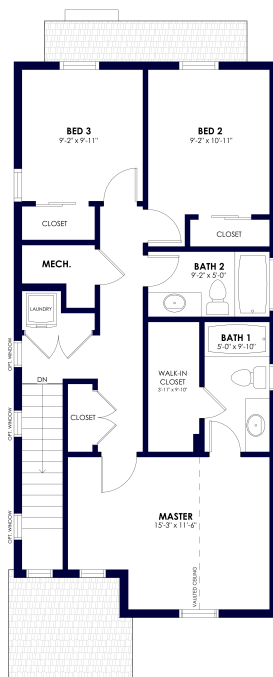 BED 3
9'-2" x 9'-11"
BED 2
9'-2" x 10'-11"
CLOSET
CLOSET
MECH.
BATH 2
9'-2" x 5'-0"
LAUNDRY
BATH 1
5'-0" x 9'-10"
OPT. WINDOW
WALK-IN
CLOSET
5'-11" x 9'-10"
DN
OPT. WINDOW
CLOSET
MASTER
15'-3" x 11'-6"
OPT. WINDOW
VAULTED CEILING